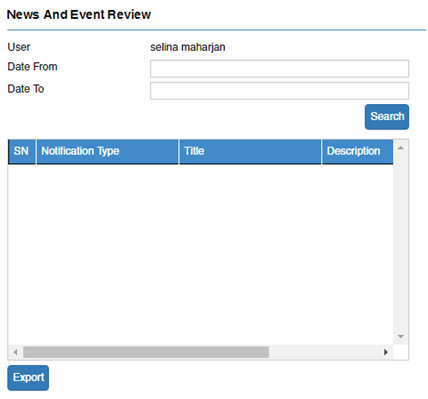 News And Event Review
User selina maharjan
Date From
Date To
Search
SN Notification Type Title Description
Export